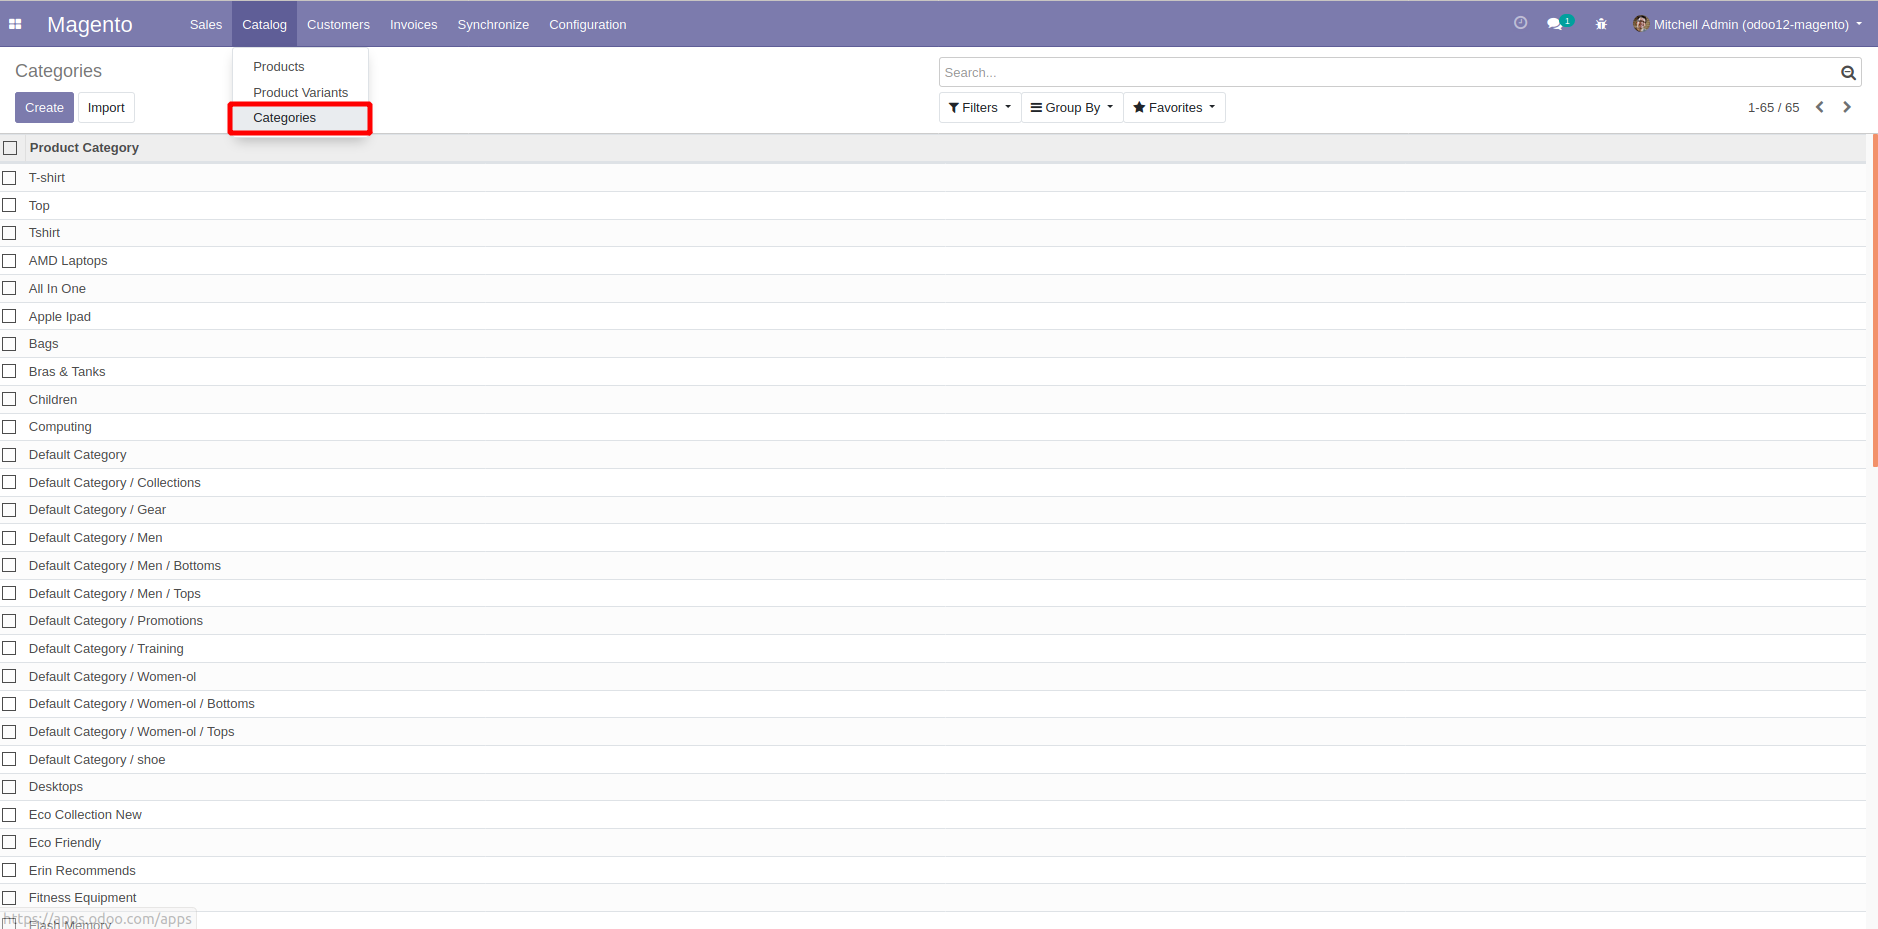 Magento Sales Catalog Customers Invoices Synchronize Configuration 1 Mitchell Admin (odoo12-magento)
Products
Product Variants
Categories
Categories
Search...
Create Import
Filters Group By Favorites 1-65 / 65
Product Category
T-shirt
Top
Tshirt
AMD Laptops
All In One
Apple Ipad
Bags
Bras & Tanks
Children
Computing
Default Category
Default Category / Collections
Default Category / Gear
Default Category / Men
Default Category / Men / Bottoms
Default Category / Men / Tops
Default Category / Promotions
Default Category / Training
Default Category / Women-ol
Default Category / Women-ol / Bottoms
Default Category / Women-ol / Tops
Default Category / shoe
Desktops
Eco Collection New
Eco Friendly
Erin Recommends
Fitness Equipment
Flash Memory
https://apps.odoo.com/apps